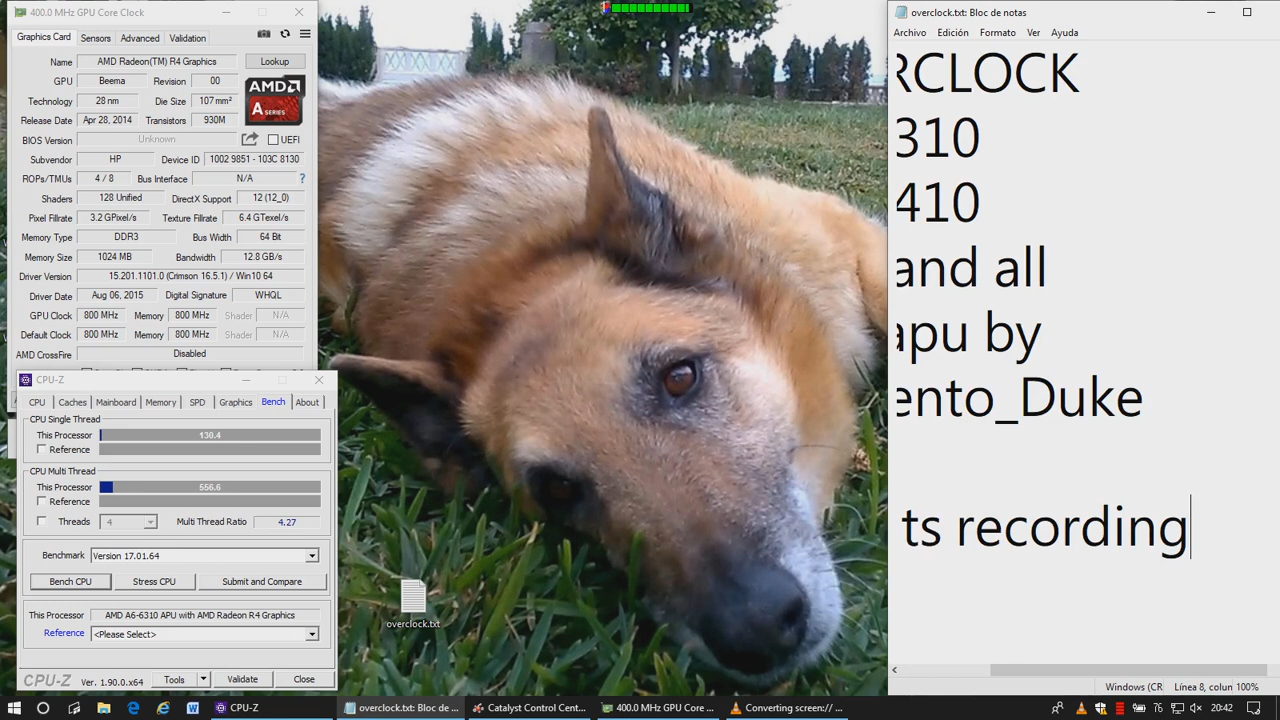 400.0 MHz GPU Core Clock
Graphics Card Sensors Advanced Validation
Name AMD Radeon(TM) R4 Graphics Lookup
GPU Beema Revision 00
Technology 28 nm Die Size 107 mm²
Release Date Apr 28, 2014 Transistors 930M
BIOS Version Unknown UEFI
Subvendor HP Device ID 1002 9851 - 103C 8130
ROPs/TMUs 4 / 8 Bus Interface N/A ?
Shaders 128 Unified DirectX Support 12 (12_0)
Pixel Fillrate 3.2 GPixel/s Texture Fillrate 6.4 GTexel/s
Memory Type DDR3 Bus Width 64 Bit
Memory Size 1024 MB Bandwidth 12.8 GB/s
Driver Version 15.201.1101.0 (Crimson 16.5.1) / Win10 64
Driver Date Aug 06, 2015 Digital Signature WHQL
GPU Clock 800 MHz Memory 800 MHz Shader N/A
Default Clock 800 MHz Memory 800 MHz Shader N/A
AMD CrossFire Disabled
AMD
A SERIES
CPU-Z
CPU Caches Mainboard Memory SPD Graphics Bench About
CPU Single Thread
This Processor 130.4
Reference
CPU Multi Thread
This Processor 556.6
Reference
Threads 4 Multi Thread Ratio 4.27
Benchmark Version 17.01.64
Bench CPU Stress CPU Submit and Compare
This Processor AMD A6-6310 APU with AMD Radeon R4 Graphics
Reference <Please Select>
CPU-Z Ver. 1.90.0.x64 Tools Validate Close
overclock.txt
overclock.txt: Bloc de notas
Archivo Edición Formato Ver Ayuda
RCLOCK
310
410
and all
apu by
ento_Duke
ts recording
Windows (CR Línea 8, colun 100%
CPU-Z overclock.txt: Bloc de ... Catalyst Control Cent... 400.0 MHz GPU Core ... Converting screen:// ... 76 20:42